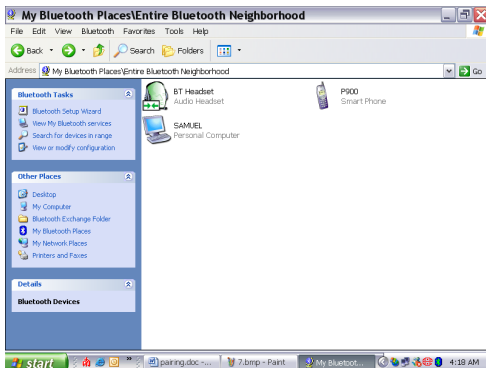 My Bluetooth Places\Entire Bluetooth Neighborhood
File Edit View Bluetooth Favorites Tools Help
Back Search Folders
Address My Bluetooth Places\Entire Bluetooth Neighborhood Go
Bluetooth Tasks
Bluetooth Setup Wizard
View My Bluetooth services
Search for devices in range
View or modify configuration
Other Places
Desktop
My Computer
Bluetooth Exchange Folder
My Bluetooth Places
My Network Places
Printers and Faxes
Details
Bluetooth Devices
BT Headset
Audio Headset
P900
Smart Phone
SAMUEL
Personal Computer
start pairing.doc -... 7.bmp - Paint My Bluetoot... 4:18 AM